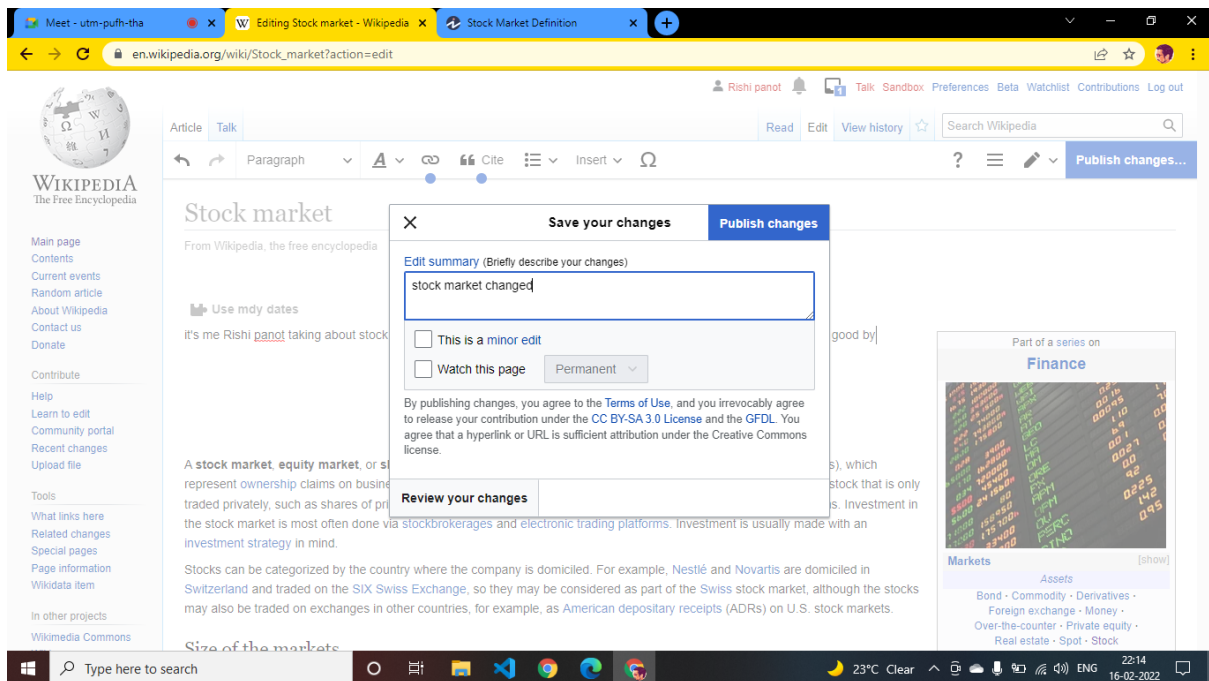 Meet - utm-pufh-tha
Editing Stock market - Wikipedia
Stock Market Definition
en.wikipedia.org/wiki/Stock_market?action=edit
Rishi panot 1 Talk Sandbox Preferences Beta Watchlist Contributions Log out
Article Talk Read Edit View history Search Wikipedia
Paragraph A Cite Insert Ω ? Publish changes...
WIKIPEDIA
The Free Encyclopedia
Stock market
From Wikipedia, the free encyclopedia
Main page
Contents
Current events
Random article
About Wikipedia
Contact us
Donate
Contribute
Help
Learn to edit
Community portal
Recent changes
Upload file
Tools
What links here
Related changes
Special pages
Page information
Wikidata item
In other projects
Wikimedia Commons
Save your changes Publish changes
Edit summary (Briefly describe your changes)
stock market changed
This is a minor edit
Watch this page Permanent
By publishing changes, you agree to the Terms of Use, and you irrevocably agree
to release your contribution under the CC BY-SA 3.0 License and the GFDL. You
agree that a hyperlink or URL is sufficient attribution under the Creative Commons
license.
Review your changes
Use mdy dates
it's me Rishi panot taking about stock good by
A stock market, equity market, or s), which
represent ownership claims on busine stock that is only
traded privately, such as shares of pri s. Investment in
the stock market is most often done via stockbrokerages and electronic trading platforms. Investment is usually made with an
investment strategy in mind.
Stocks can be categorized by the country where the company is domiciled. For example, Nestlé and Novartis are domiciled in
Switzerland and traded on the SIX Swiss Exchange, so they may be considered as part of the Swiss stock market, although the stocks
may also be traded on exchanges in other countries, for example, as American depositary receipts (ADRs) on U.S. stock markets.
Size of the markets
Part of a series on
Finance
Markets [show]
Assets
Bond · Commodity · Derivatives ·
Foreign exchange · Money ·
Over-the-counter · Private equity ·
Real estate · Spot · Stock
Type here to search
23°C Clear ENG 22:14
16-02-2022